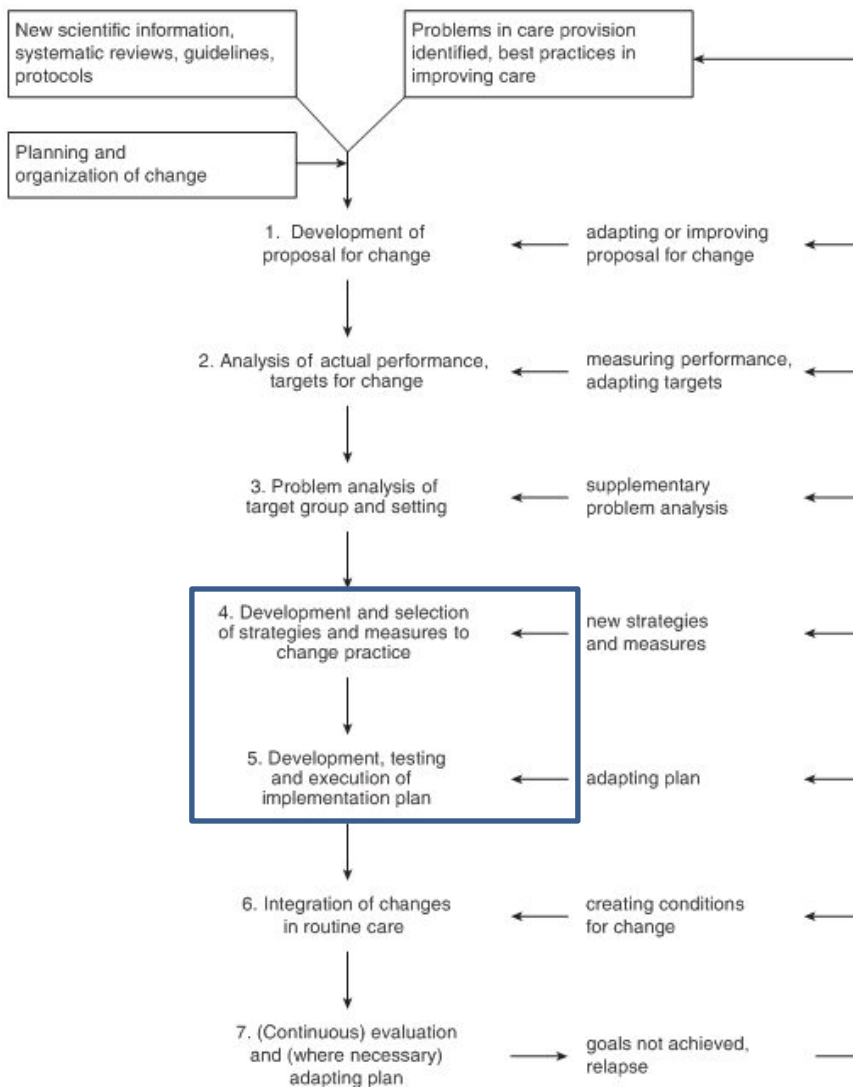 New scientific information,
systematic reviews, guidelines,
protocols
Problems in care provision
identified, best practices in
improving care
Planning and
organization of change
1. Development of
proposal for change
adapting or improving
proposal for change
2. Analysis of actual performance,
targets for change
measuring performance,
adapting targets
3. Problem analysis of
target group and setting
supplementary
problem analysis
4. Development and selection
of strategies and measures to
change practice
new strategies
and measures
5. Development, testing
and execution of
implementation plan
adapting plan
6. Integration of changes
in routine care
creating conditions
for change
7. (Continuous) evaluation
and (where necessary)
adapting plan
goals not achieved,
relapse